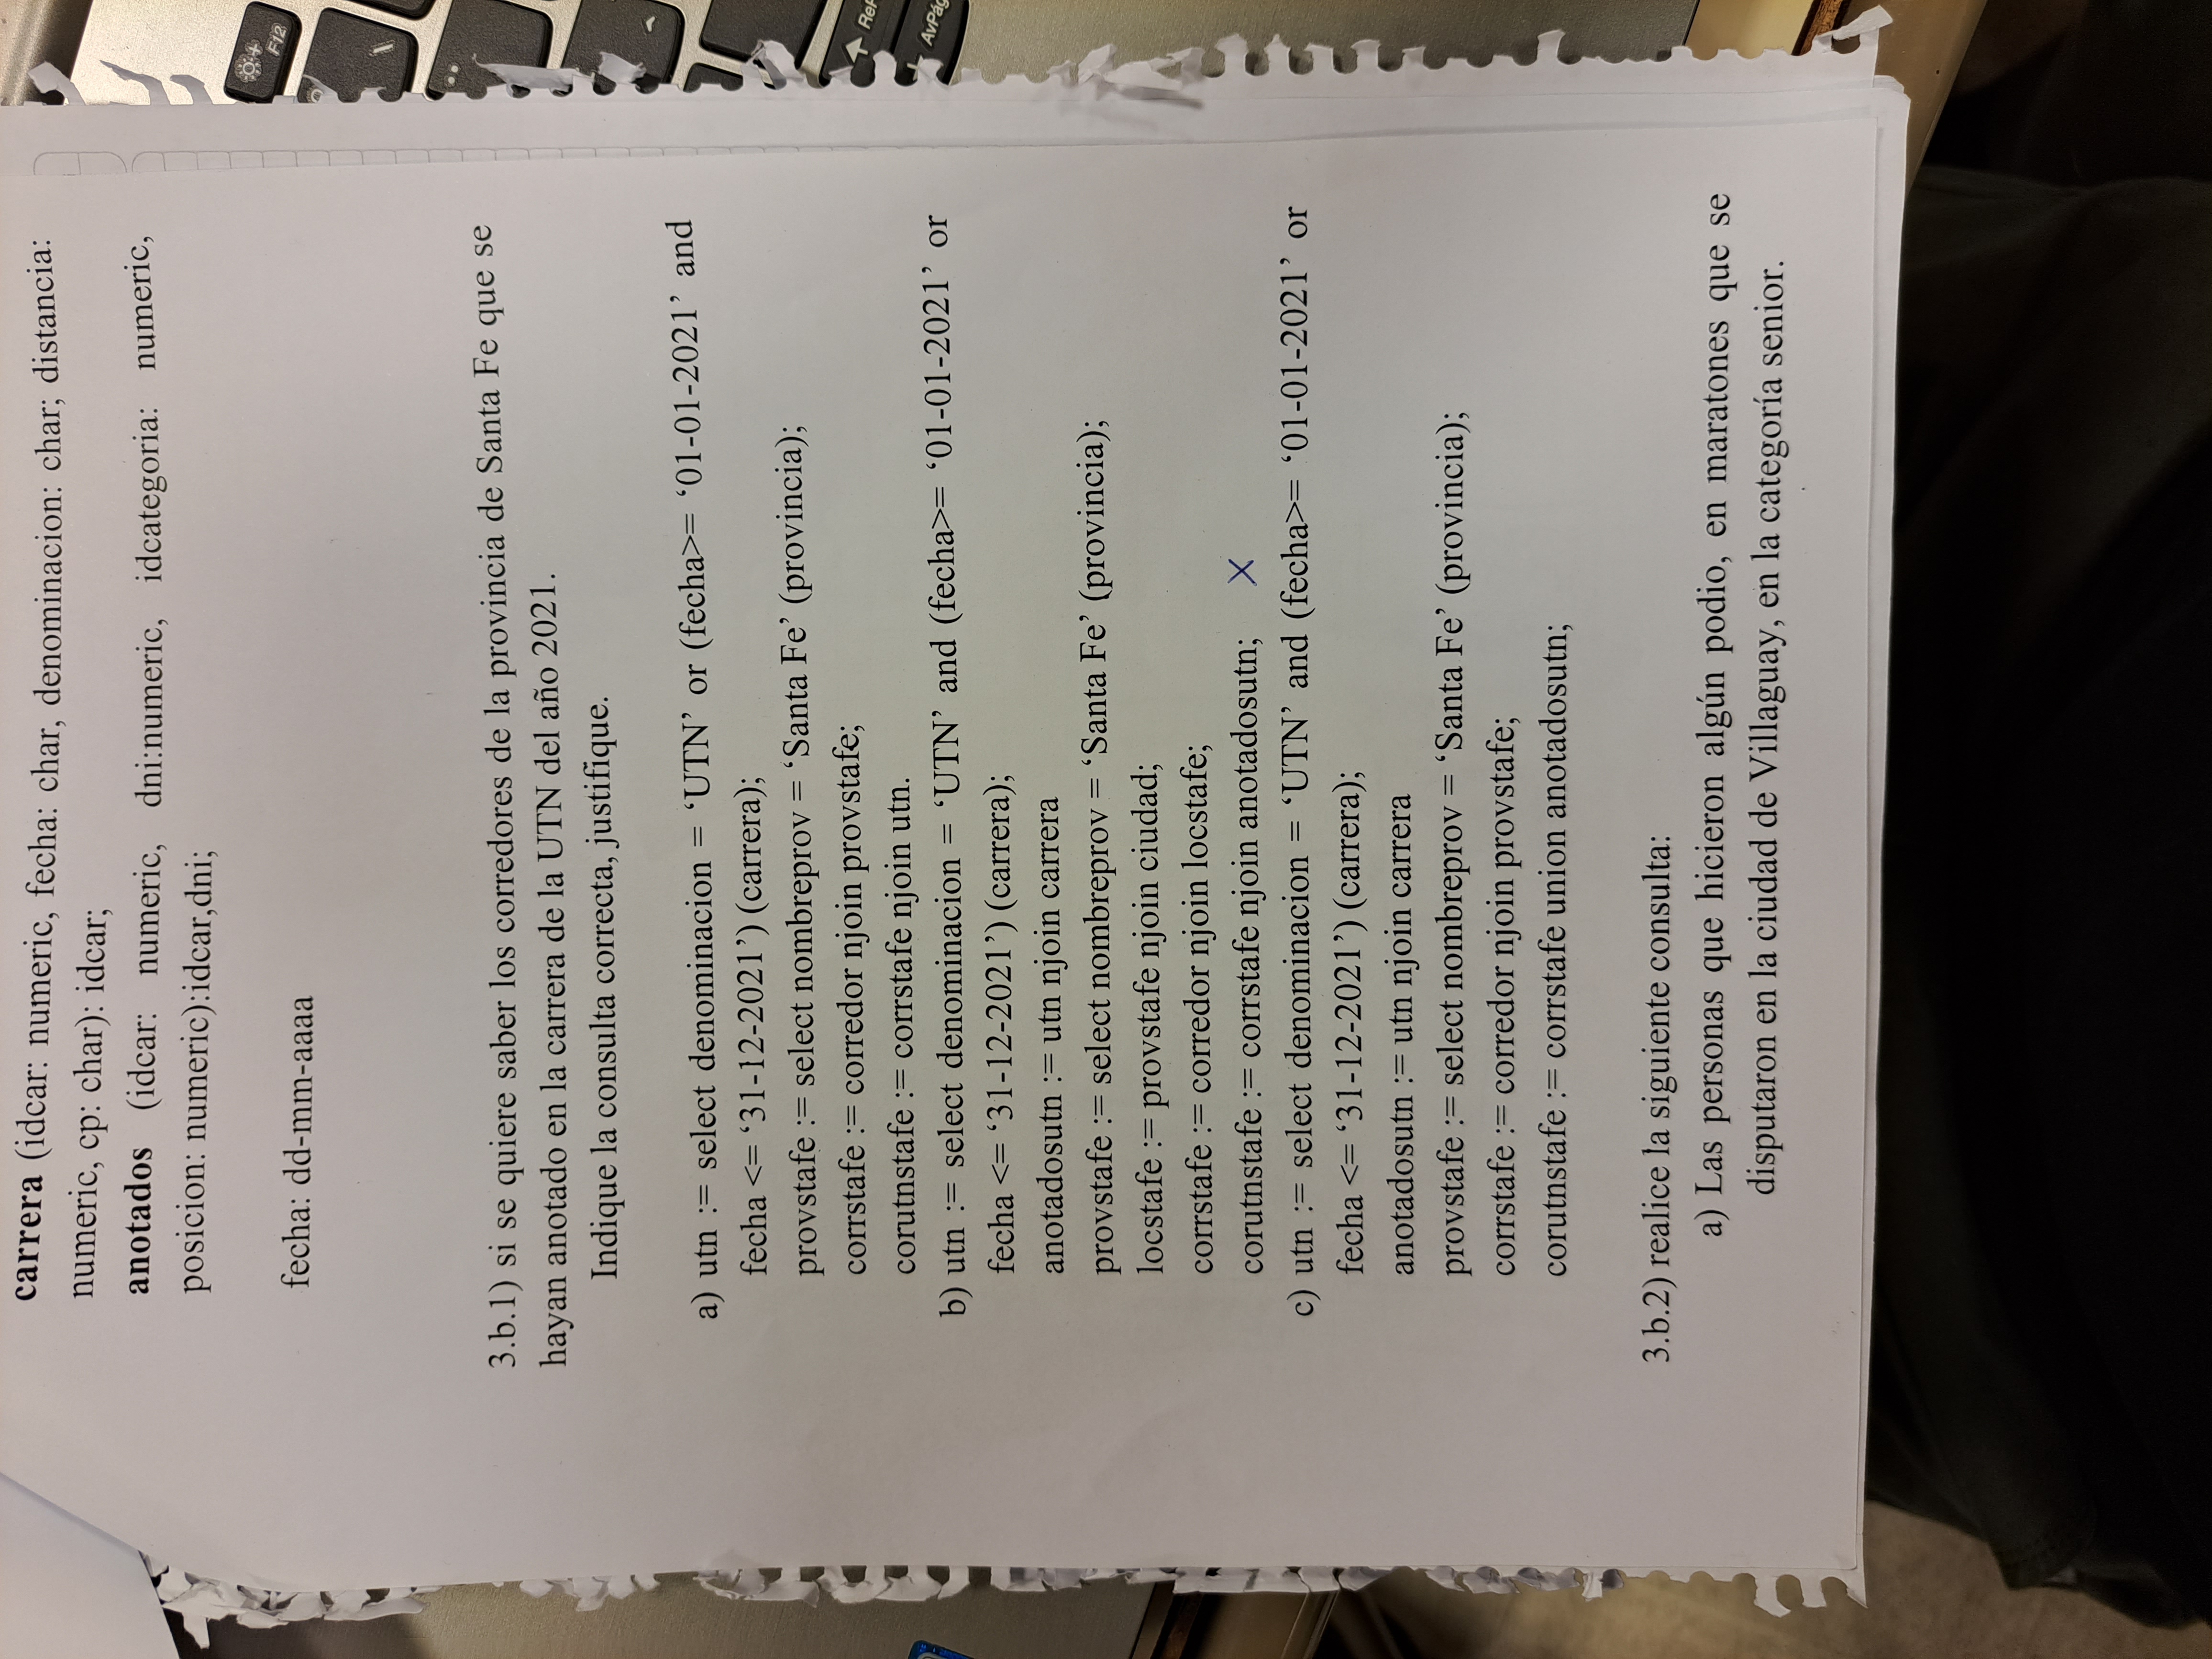 carrera (idcar: numeric, fecha: char, denominacion: char; distancia:
numeric, cp: char): idcar;
anotados (idcar: numeric, dni:numeric, idcategoria: numeric,
posicion: numeric):idcar,dni;
fecha: dd-mm-aaaa
3.b.1) si se quiere saber los corredores de la provincia de Santa Fe que se
hayan anotado en la carrera de la UTN del año 2021.
Indique la consulta correcta, justifique.
a) utn := select denominacion = ‘UTN’ or (fecha>= ‘01-01-2021’ and
fecha <= ‘31-12-2021’) (carrera);
provstafe := select nombreprov = ‘Santa Fe’ (provincia);
corrstafe := corredor njoin provstafe;
corutnstafe := corrstafe njoin utn.
b) utn := select denominacion = ‘UTN’ and (fecha>= ‘01-01-2021’ or
fecha <= ‘31-12-2021’) (carrera);
anotadosutn := utn njoin carrera
provstafe := select nombreprov = ‘Santa Fe’ (provincia);
locstafe := provstafe njoin ciudad;
corrstafe := corredor njoin locstafe;
corutnstafe := corrstafe njoin anotadosutn; X
c) utn := select denominacion = ‘UTN’ and (fecha>= ‘01-01-2021’ or
fecha <= ‘31-12-2021’) (carrera);
anotadosutn := utn njoin carrera
provstafe := select nombreprov = ‘Santa Fe’ (provincia);
corrstafe := corredor njoin provstafe;
corutnstafe := corrstafe union anotadosutn;
3.b.2) realice la siguiente consulta:
a) Las personas que hicieron algún podio, en maratones que se
disputaron en la ciudad de Villaguay, en la categoría senior.
F12
AvPág